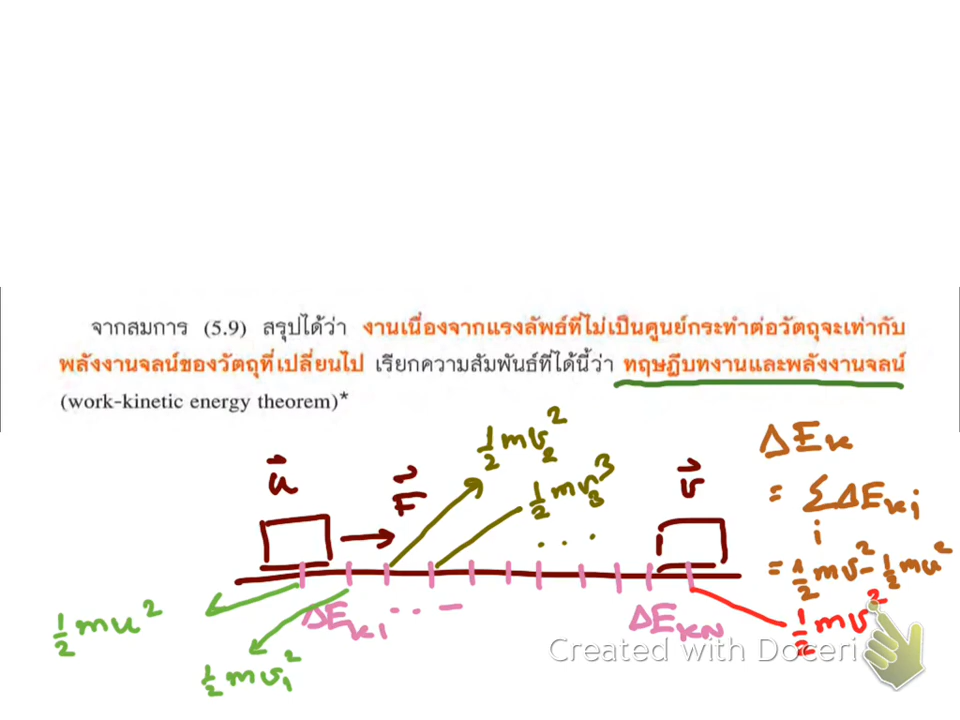 จากสมการ (5.9) สรุปได้ว่า งานเนื่องจากแรงลัพธ์ที่ไม่เป็นศูนย์กระทำต่อวัตถุจะเท่ากับ
พลังงานจลน์ของวัตถุที่เปลี่ยนไป เรียกความสัมพันธ์ที่ได้นี้ว่า ทฤษฎีบทงานและพลังงานจลน์
(work-kinetic energy theorem)*
½mv₂²
ΔEₖ
u⃗
F⃗
½mv₃³
v⃗
= ΣᵢΔEₖᵢ
...
= ½mv² - ½mu²
½mu²
ΔEₖ₁ ... –
ΔEₖN
½mv²
Created with Doceri
½mv₁²